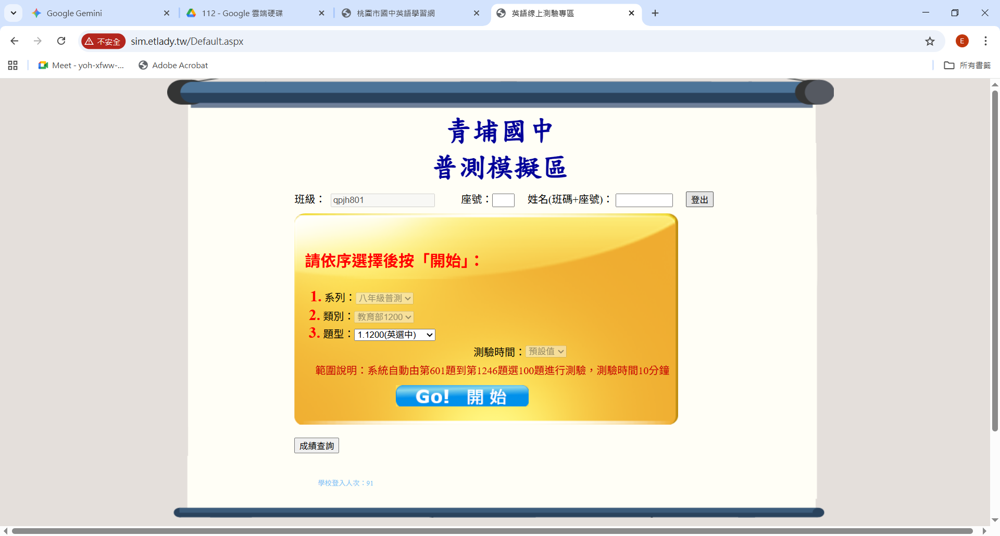 Google Gemini
112 - Google 雲端硬碟
桃園市國中英語學習網
英語線上測驗專區
不安全
sim.etlady.tw/Default.aspx
E
Meet - yoh-xfww-...
Adobe Acrobat
所有書籤
青埔國中
普測模擬區
班級： qpjh801 座號： 姓名(班碼+座號)： 登出
請依序選擇後按「開始」：
1. 系列： 八年級普測
2. 類別： 教育部1200
3. 題型： 1.1200(英選中)
測驗時間： 預設值
範圍說明：系統自動由第601題到第1246題選100題進行測驗，測驗時間10分鐘
Go! 開始
成績查詢
學校登入人次：91